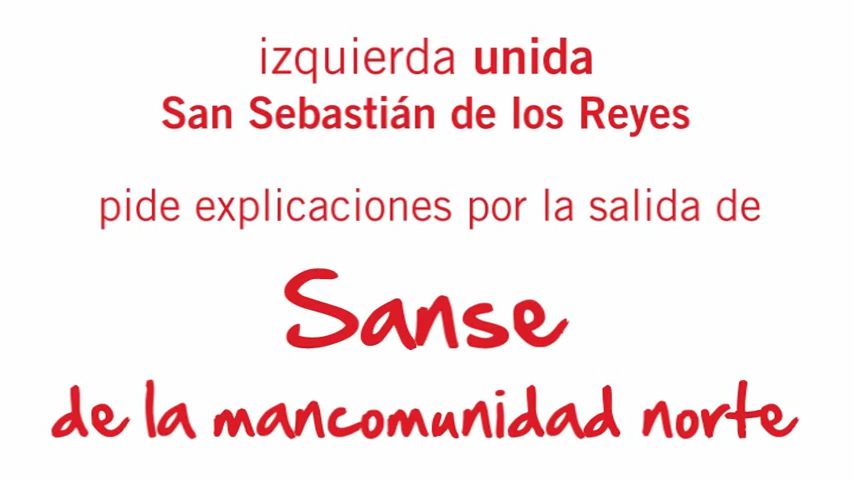 izquierda unida
San Sebastián de los Reyes
pide explicaciones por la salida de
Sanse
de la mancomunidad norte